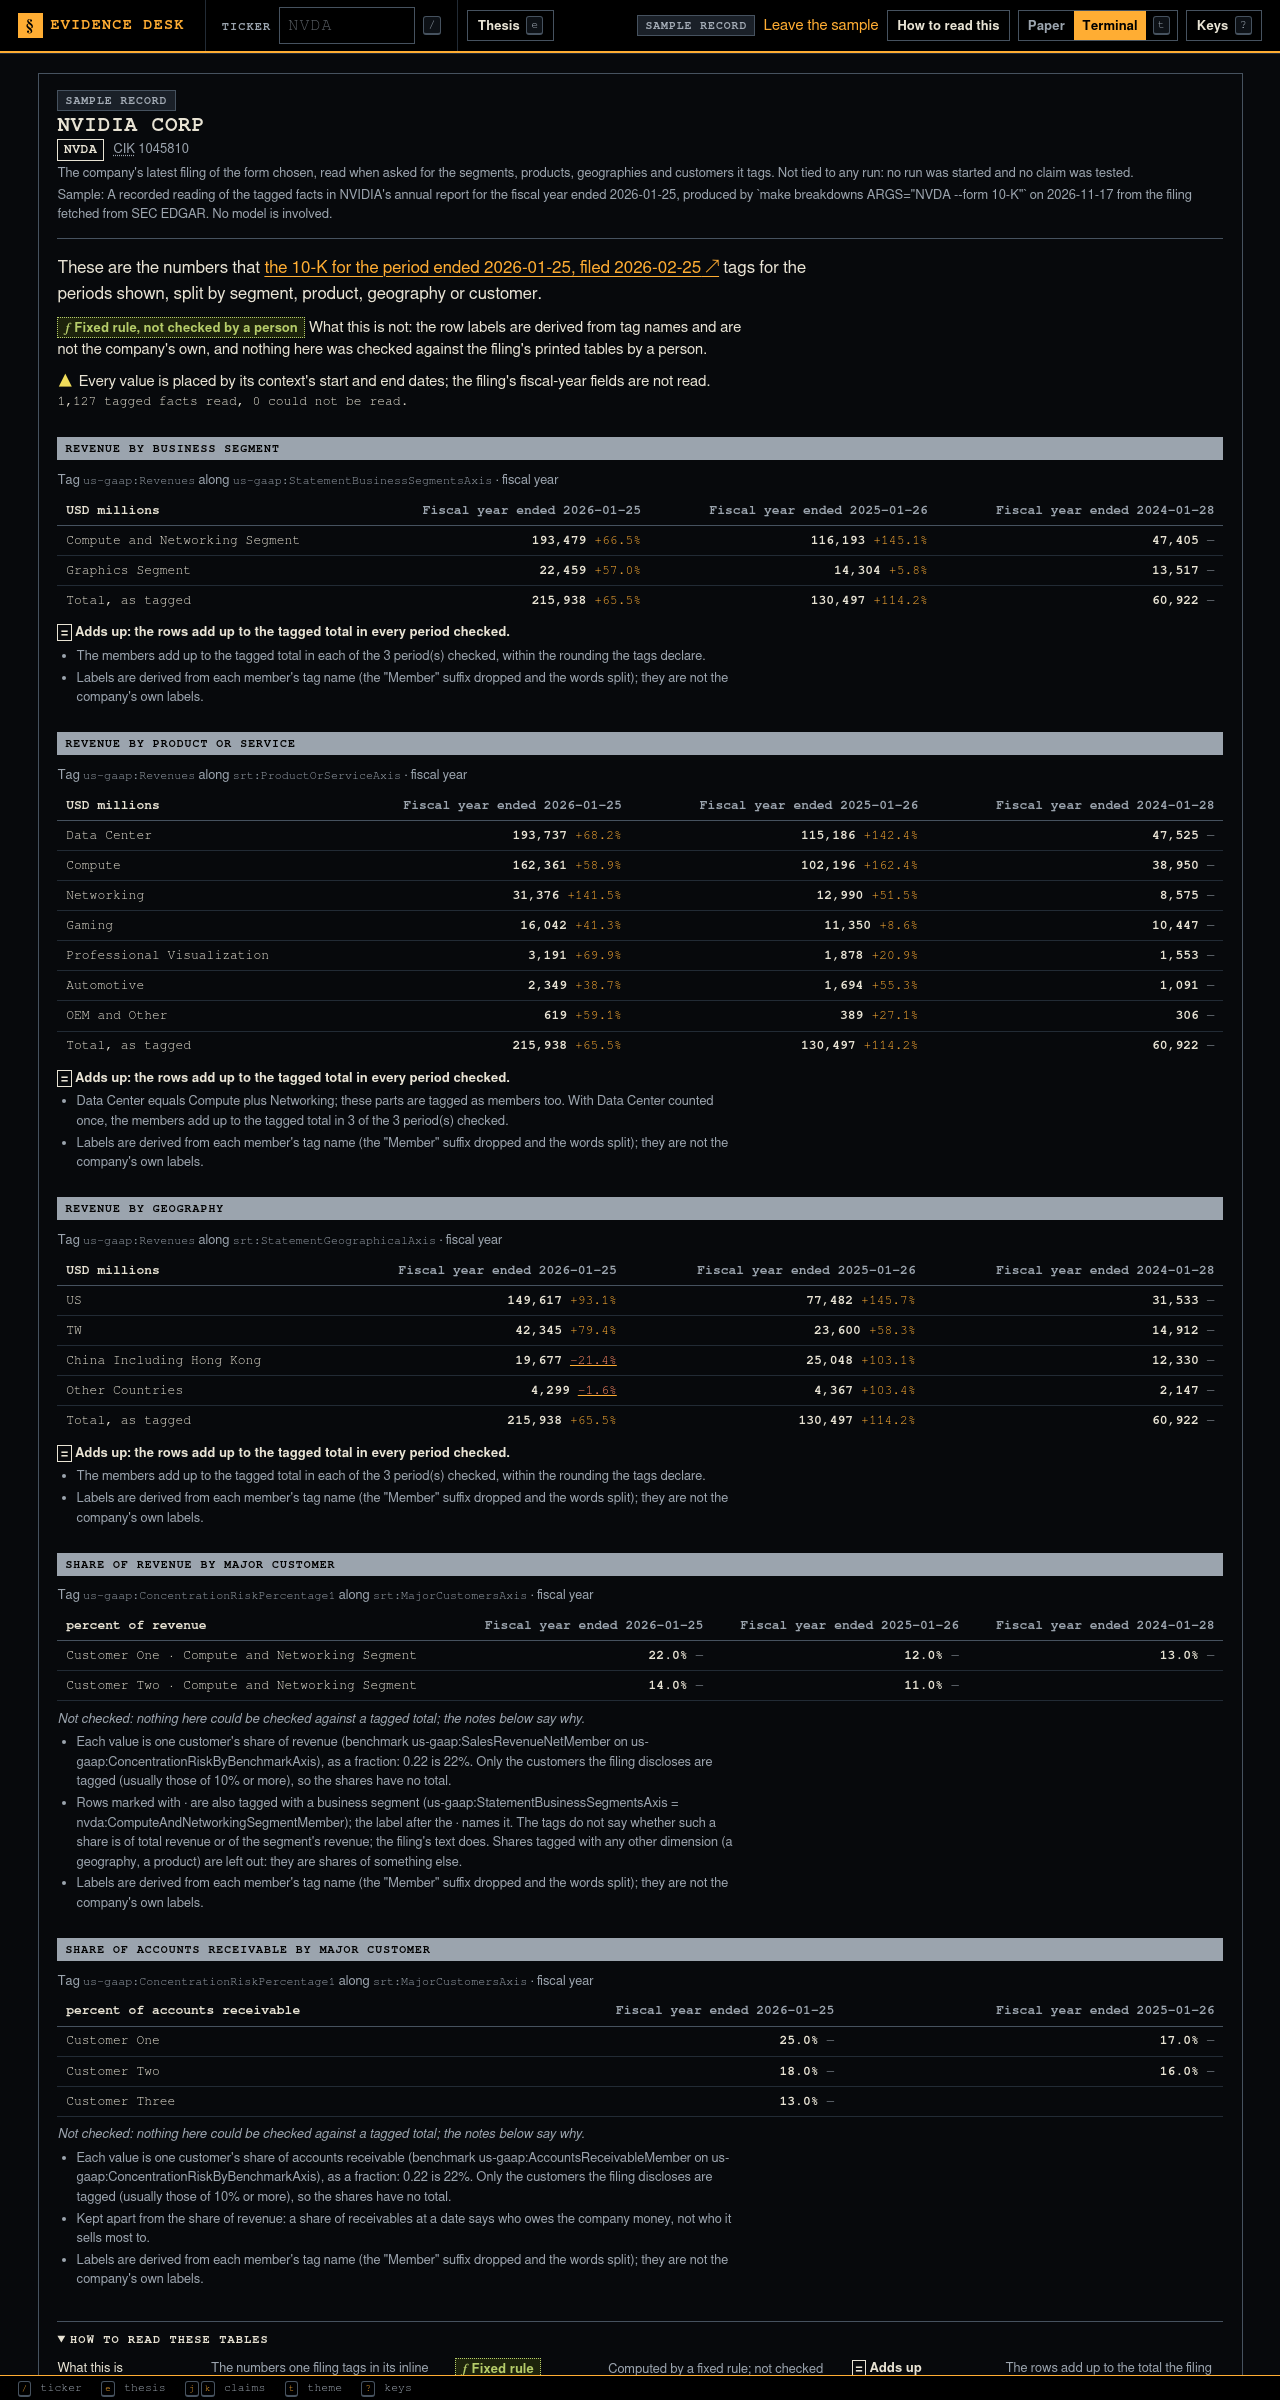 § EVIDENCE DESK TICKER NVDA / Thesis e SAMPLE RECORD Leave the sample How to read this Paper Terminal t Keys ?
SAMPLE RECORD
NVIDIA CORP
NVDA CIK 1045810
The company's latest filing of the form chosen, read when asked for the segments, products, geographies and customers it tags. Not tied to any run: no run was started and no claim was tested.
Sample: A recorded reading of the tagged facts in NVIDIA's annual report for the fiscal year ended 2026-01-25, produced by `make breakdowns ARGS="NVDA --form 10-K"` on 2026-11-17 from the filing
fetched from SEC EDGAR. No model is involved.
These are the numbers that the 10-K for the period ended 2026-01-25, filed 2026-02-25 ↗ tags for the
periods shown, split by segment, product, geography or customer.
ƒ Fixed rule, not checked by a person What this is not: the row labels are derived from tag names and are
not the company's own, and nothing here was checked against the filing's printed tables by a person.
▲ Every value is placed by its context's start and end dates; the filing's fiscal-year fields are not read.
1,127 tagged facts read, 0 could not be read.
REVENUE BY BUSINESS SEGMENT
Tag us-gaap:Revenues along us-gaap:StatementBusinessSegmentsAxis · fiscal year
USD millions Fiscal year ended 2026-01-25 Fiscal year ended 2025-01-26 Fiscal year ended 2024-01-28
Compute and Networking Segment 193,479 +66.5% 116,193 +145.1% 47,405 —
Graphics Segment 22,459 +57.0% 14,304 +5.8% 13,517 —
Total, as tagged 215,938 +65.5% 130,497 +114.2% 60,922 —
= Adds up: the rows add up to the tagged total in every period checked.
• The members add up to the tagged total in each of the 3 period(s) checked, within the rounding the tags declare.
• Labels are derived from each member's tag name (the "Member" suffix dropped and the words split); they are not the
company's own labels.
REVENUE BY PRODUCT OR SERVICE
Tag us-gaap:Revenues along srt:ProductOrServiceAxis · fiscal year
USD millions Fiscal year ended 2026-01-25 Fiscal year ended 2025-01-26 Fiscal year ended 2024-01-28
Data Center 193,737 +68.2% 115,186 +142.4% 47,525 —
Compute 162,361 +58.9% 102,196 +162.4% 38,950 —
Networking 31,376 +141.5% 12,990 +51.5% 8,575 —
Gaming 16,042 +41.3% 11,350 +8.6% 10,447 —
Professional Visualization 3,191 +69.9% 1,878 +20.9% 1,553 —
Automotive 2,349 +38.7% 1,694 +55.3% 1,091 —
OEM and Other 619 +59.1% 389 +27.1% 306 —
Total, as tagged 215,938 +65.5% 130,497 +114.2% 60,922 —
= Adds up: the rows add up to the tagged total in every period checked.
• Data Center equals Compute plus Networking; these parts are tagged as members too. With Data Center counted
once, the members add up to the tagged total in 3 of the 3 period(s) checked.
• Labels are derived from each member's tag name (the "Member" suffix dropped and the words split); they are not the
company's own labels.
REVENUE BY GEOGRAPHY
Tag us-gaap:Revenues along srt:StatementGeographicalAxis · fiscal year
USD millions Fiscal year ended 2026-01-25 Fiscal year ended 2025-01-26 Fiscal year ended 2024-01-28
US 149,617 +93.1% 77,482 +145.7% 31,533 —
TW 42,345 +79.4% 23,600 +58.3% 14,912 —
China Including Hong Kong 19,677 -21.4% 25,048 +103.1% 12,330 —
Other Countries 4,299 -1.6% 4,367 +103.4% 2,147 —
Total, as tagged 215,938 +65.5% 130,497 +114.2% 60,922 —
= Adds up: the rows add up to the tagged total in every period checked.
• The members add up to the tagged total in each of the 3 period(s) checked, within the rounding the tags declare.
• Labels are derived from each member's tag name (the "Member" suffix dropped and the words split); they are not the
company's own labels.
SHARE OF REVENUE BY MAJOR CUSTOMER
Tag us-gaap:ConcentrationRiskPercentage1 along srt:MajorCustomersAxis · fiscal year
percent of revenue Fiscal year ended 2026-01-25 Fiscal year ended 2025-01-26 Fiscal year ended 2024-01-28
Customer One · Compute and Networking Segment 22.0% — 12.0% — 13.0% —
Customer Two · Compute and Networking Segment 14.0% — 11.0% —
Not checked: nothing here could be checked against a tagged total; the notes below say why.
• Each value is one customer's share of revenue (benchmark us-gaap:SalesRevenueNetMember on us-
gaap:ConcentrationRiskByBenchmarkAxis), as a fraction: 0.22 is 22%. Only the customers the filing discloses are
tagged (usually those of 10% or more), so the shares have no total.
• Rows marked with · are also tagged with a business segment (us-gaap:StatementBusinessSegmentsAxis =
nvda:ComputeAndNetworkingSegmentMember); the label after the · names it. The tags do not say whether such a
share is of total revenue or of the segment's revenue; the filing's text does. Shares tagged with any other dimension (a
geography, a product) are left out: they are shares of something else.
• Labels are derived from each member's tag name (the "Member" suffix dropped and the words split); they are not the
company's own labels.
SHARE OF ACCOUNTS RECEIVABLE BY MAJOR CUSTOMER
Tag us-gaap:ConcentrationRiskPercentage1 along srt:MajorCustomersAxis · fiscal year
percent of accounts receivable Fiscal year ended 2026-01-25 Fiscal year ended 2025-01-26
Customer One 25.0% — 17.0% —
Customer Two 18.0% — 16.0% —
Customer Three 13.0% —
Not checked: nothing here could be checked against a tagged total; the notes below say why.
• Each value is one customer's share of accounts receivable (benchmark us-gaap:AccountsReceivableMember on us-
gaap:ConcentrationRiskByBenchmarkAxis), as a fraction: 0.22 is 22%. Only the customers the filing discloses are
tagged (usually those of 10% or more), so the shares have no total.
• Kept apart from the share of revenue: a share of receivables at a date says who owes the company money, not who it
sells most to.
• Labels are derived from each member's tag name (the "Member" suffix dropped and the words split); they are not the
company's own labels.
▼ HOW TO READ THESE TABLES
What this is The numbers one filing tags in its inline ƒ Fixed rule Computed by a fixed rule; not checked = Adds up The rows add up to the total the filing
/ ticker e thesis j k claims t theme ? keys